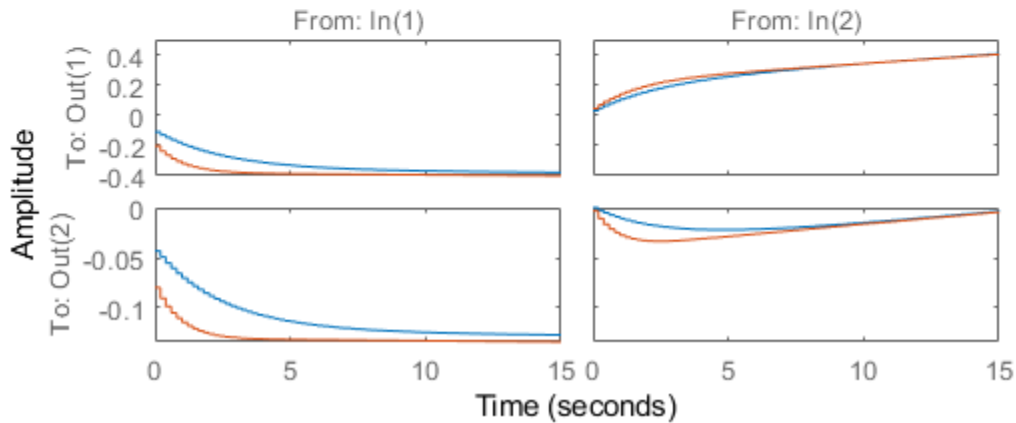 From: In(1)
From: In(2)
Amplitude
To: Out(1)
0.4
0.2
0
-0.2
-0.4
To: Out(2)
0
-0.05
-0.1
0
5
10
15
0
5
10
15
Time (seconds)